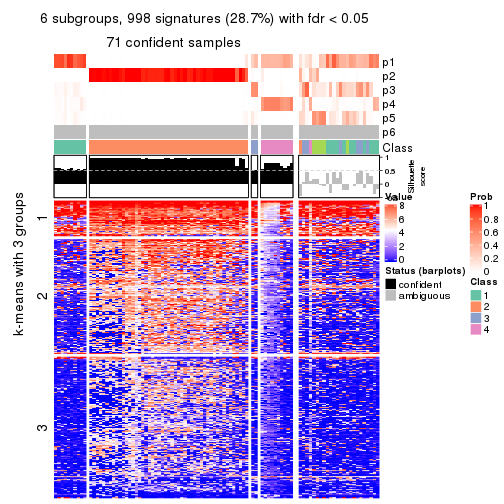 6 subgroups, 998 signatures (28.7%) with fdr < 0.05
71 confident samples
p1
p2
p3
p4
p5
p6
Class
1
0.5
0
Silhouette
score
k-means with 3 groups
1
2
3
Value
8
6
4
2
0
Status (barplots)
confident
ambiguous
Prob
1
0.8
0.6
0.4
0.2
0
Class
1
2
3
4